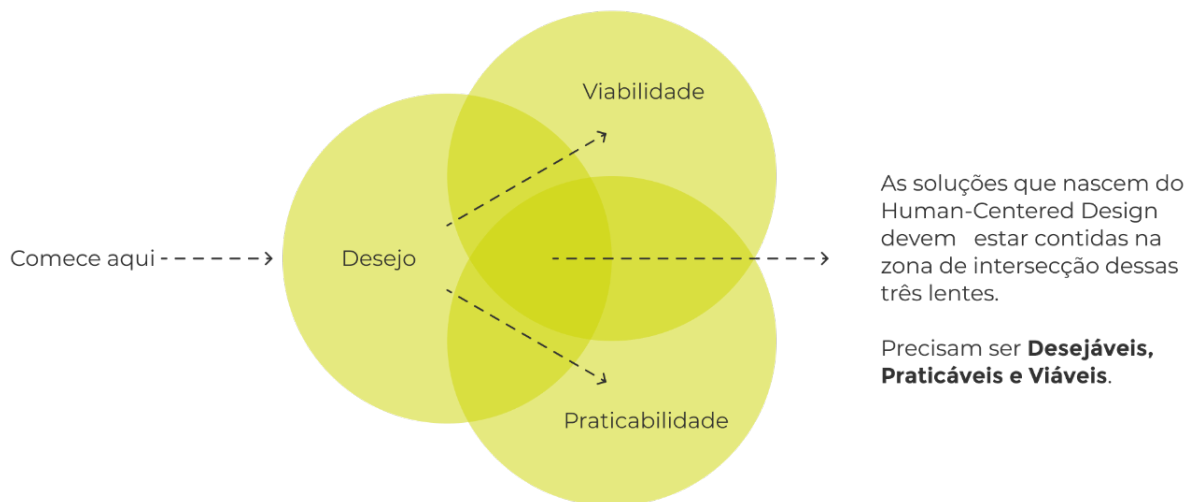 Viabilidade
Comece aqui
Desejo
Praticabilidade
As soluções que nascem do
Human-Centered Design
devem estar contidas na
zona de intersecção dessas
três lentes.
Precisam ser Desejáveis,
Praticáveis e Viáveis.